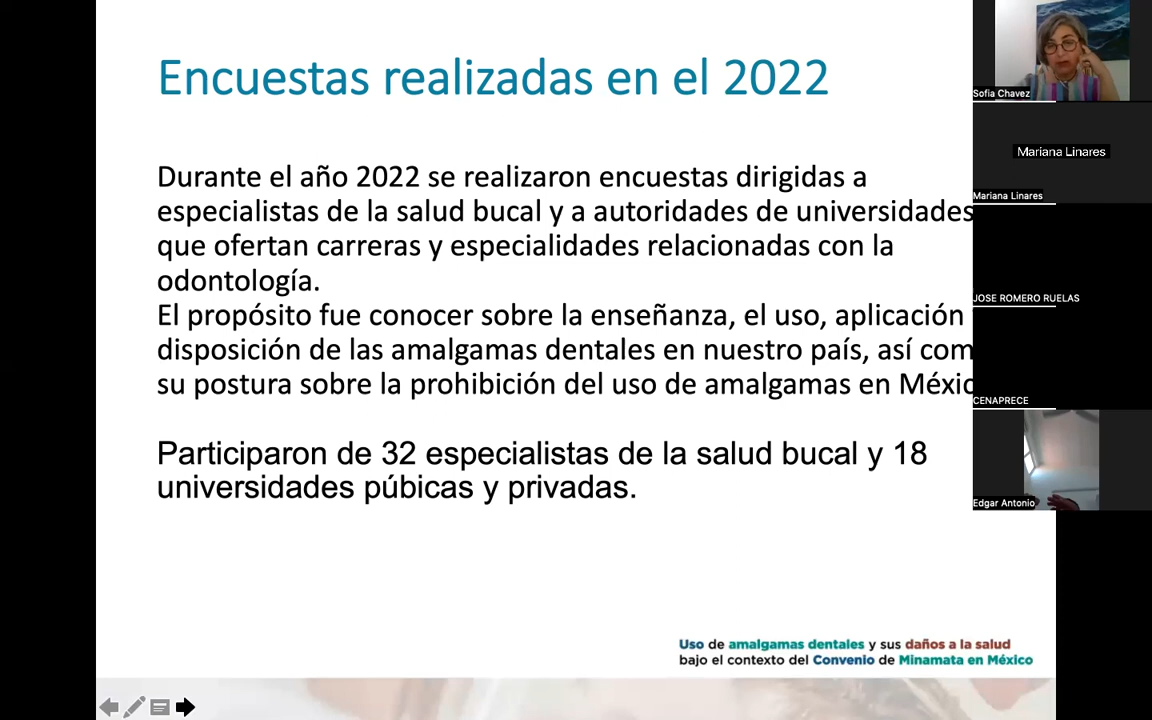 Encuestas realizadas en el 2022
Durante el año 2022 se realizaron encuestas dirigidas a
especialistas de la salud bucal y a autoridades de universidades
que ofertan carreras y especialidades relacionadas con la
odontología.
El propósito fue conocer sobre la enseñanza, el uso, aplicación
disposición de las amalgamas dentales en nuestro país, así com
su postura sobre la prohibición del uso de amalgamas en Méxic
Participaron de 32 especialistas de la salud bucal y 18
universidades púbicas y privadas.
Uso de amalgamas dentales y sus daños a la salud
bajo el contexto del Convenio de Minamata en México
Sofia Chavez
Mariana Linares
Mariana Linares
JOSE ROMERO RUELAS
CENAPRECE
Edgar Antonio